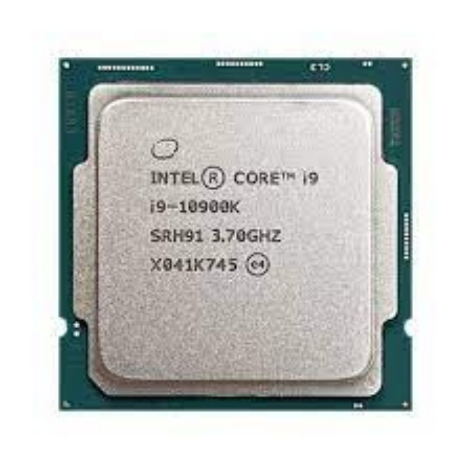 INTEL® CORE™ i9
i9-10900K
SRH91 3.70GHZ
X041K745 e4